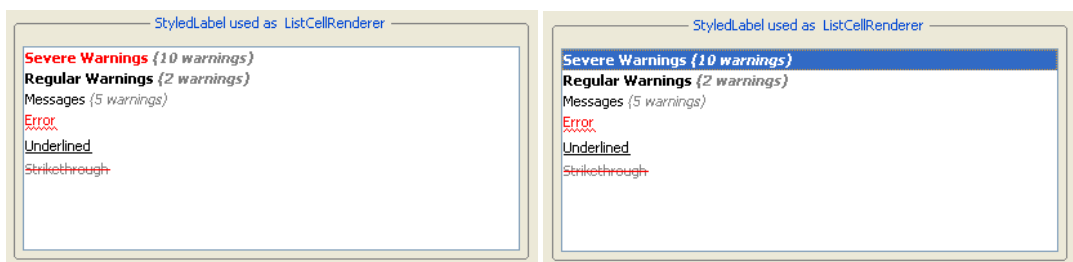 StyledLabel used as ListCellRenderer
Severe Warnings {10 warnings}
Regular Warnings {2 warnings}
Messages {5 warnings}
Error
Underlined
Strikethrough
StyledLabel used as ListCellRenderer
Severe Warnings {10 warnings}
Regular Warnings {2 warnings}
Messages {5 warnings}
Error
Underlined
Strikethrough